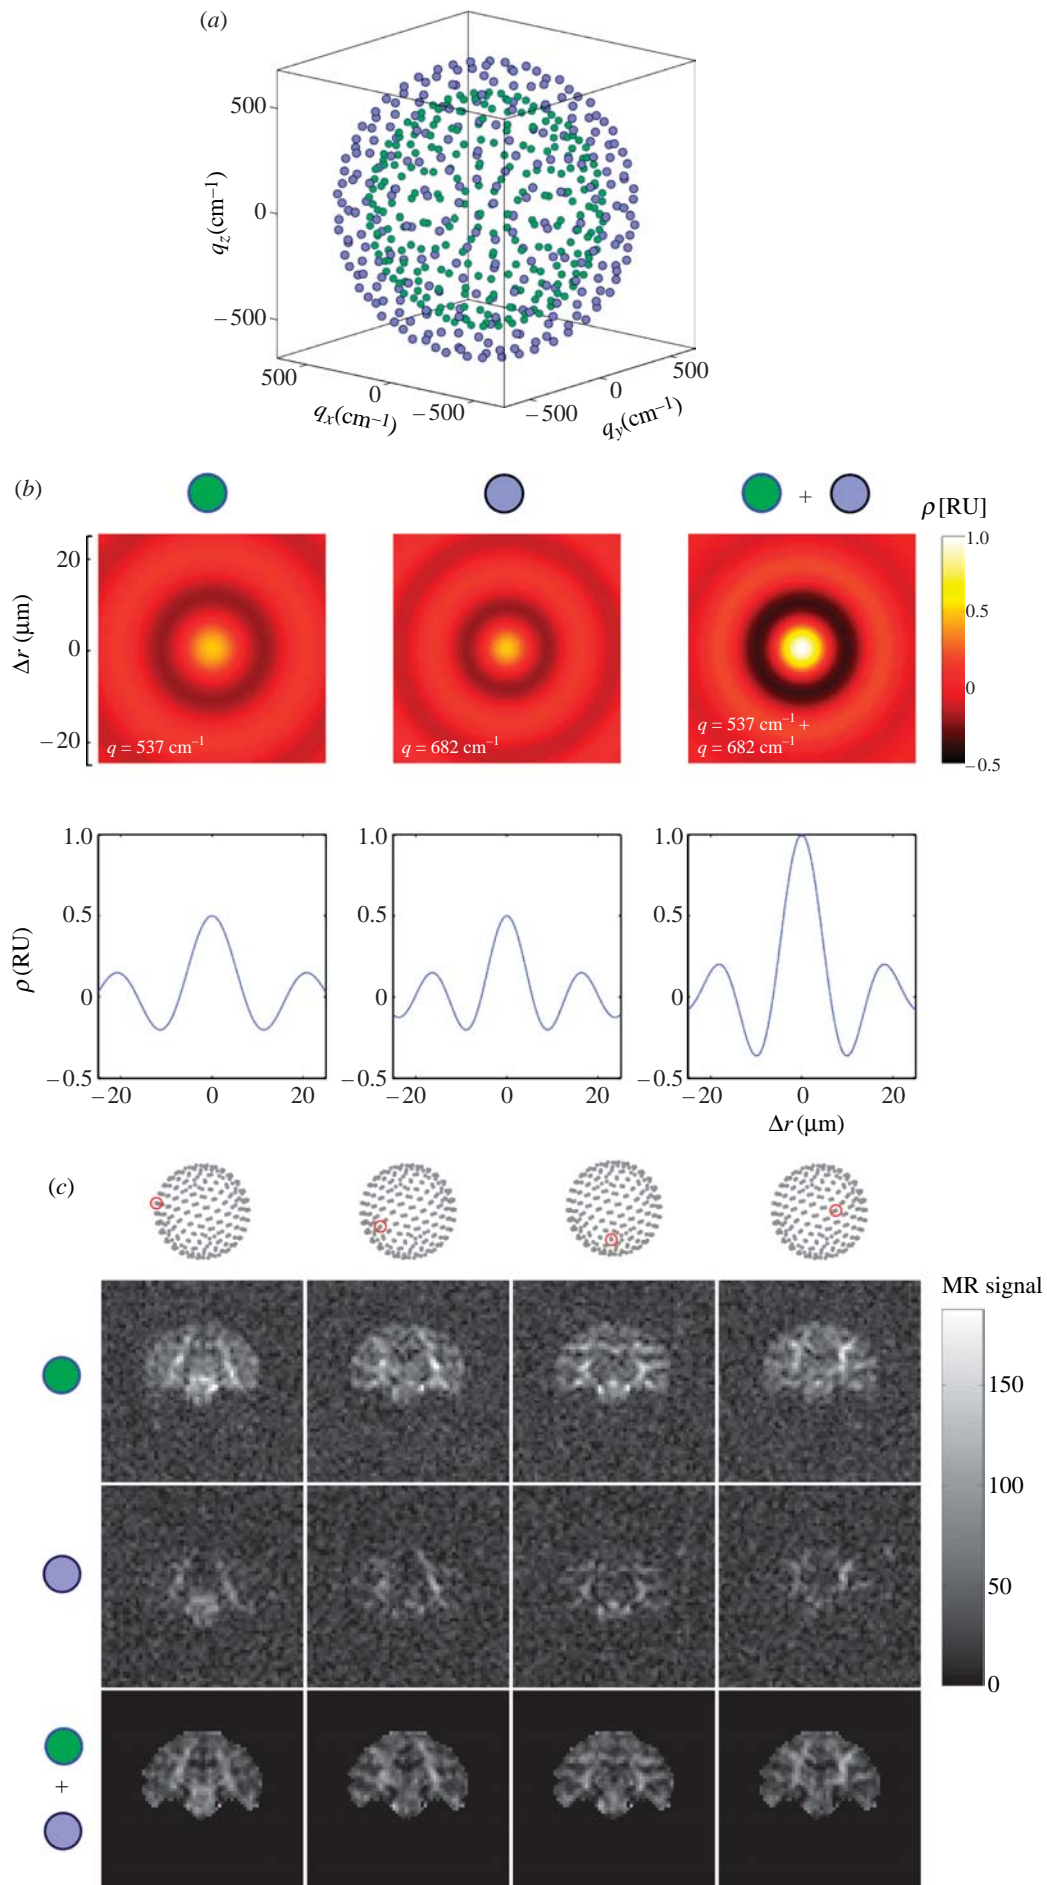 (a)
500
0
−500
q_z(cm⁻¹)
500
0
−500
q_x(cm⁻¹)
−500
0
500
q_y(cm⁻¹)
(b)
+
ρ[RU]
20
0
−20
Δr (μm)
q = 537 cm⁻¹
q = 682 cm⁻¹
q = 537 cm⁻¹ +
q = 682 cm⁻¹
1.0
0.5
0
−0.5
1.0
0.5
0
−0.5
ρ(RU)
−20 0 20
1.0
0.5
0
−0.5
−20 0 20
1.0
0.5
0
−0.5
−20 0 20
Δr (μm)
(c)
MR signal
150
100
50
0
+